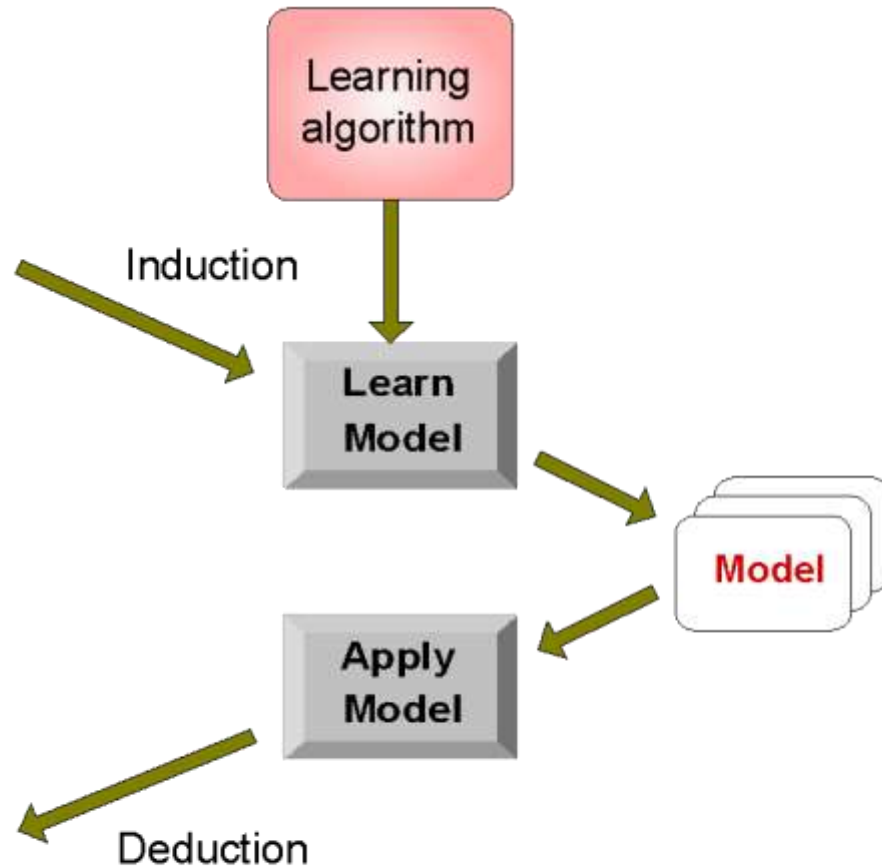 Learning
algorithm
Induction
Learn
Model
Model
Apply
Model
Deduction